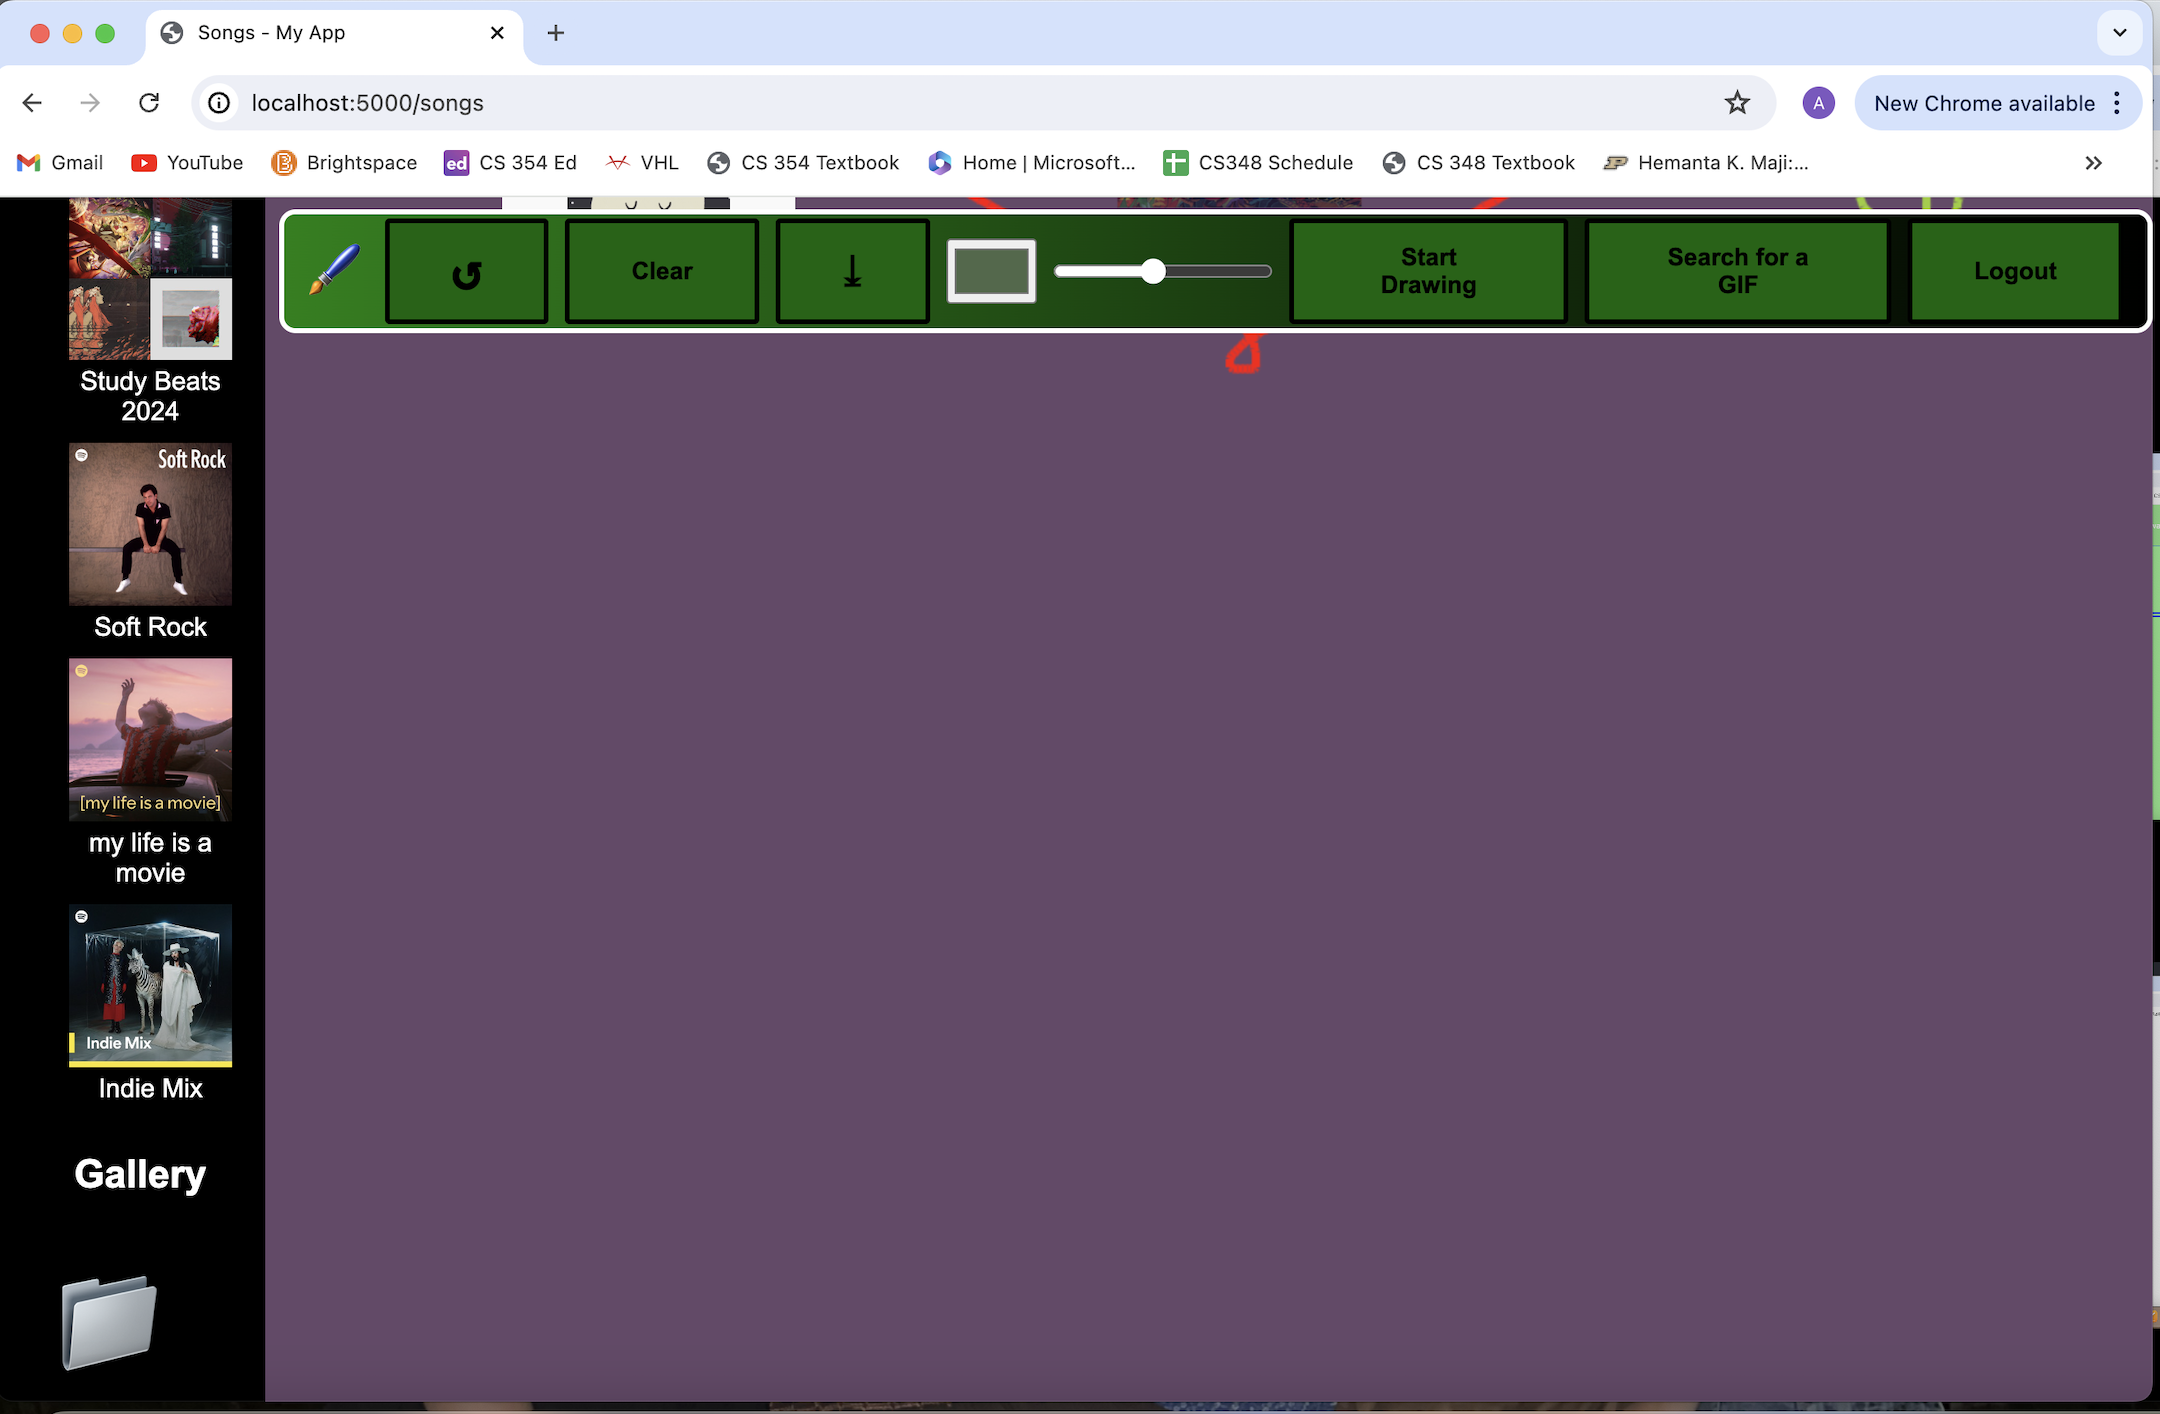 Songs - My App
localhost:5000/songs
A
New Chrome available
Gmail
YouTube
Brightspace
ed CS 354 Ed
VHL
CS 354 Textbook
Home | Microsoft...
CS348 Schedule
CS 348 Textbook
Hemanta K. Maji:...
Clear
Start
Drawing
Search for a
GIF
Logout
Study Beats
2024
Soft Rock
Soft Rock
[my life is a movie]
my life is a
movie
Indie Mix
Indie Mix
Gallery